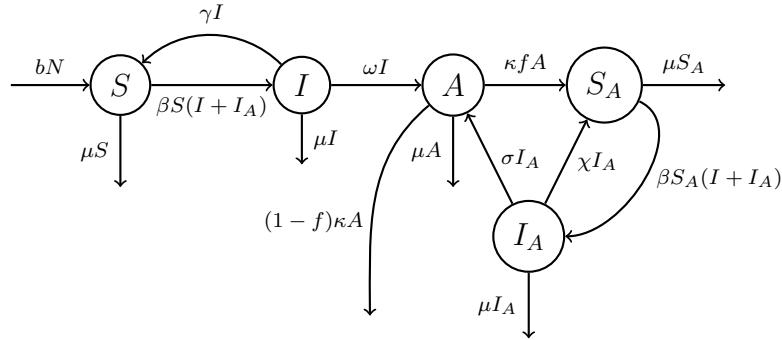 γI
bN
S
βS(I + I_A)
I
ωI
A
κfA
S_A
μS_A
μS
μI
μA
σI_A
χI_A
βS_A(I + I_A)
(1 − f)κA
I_A
μI_A